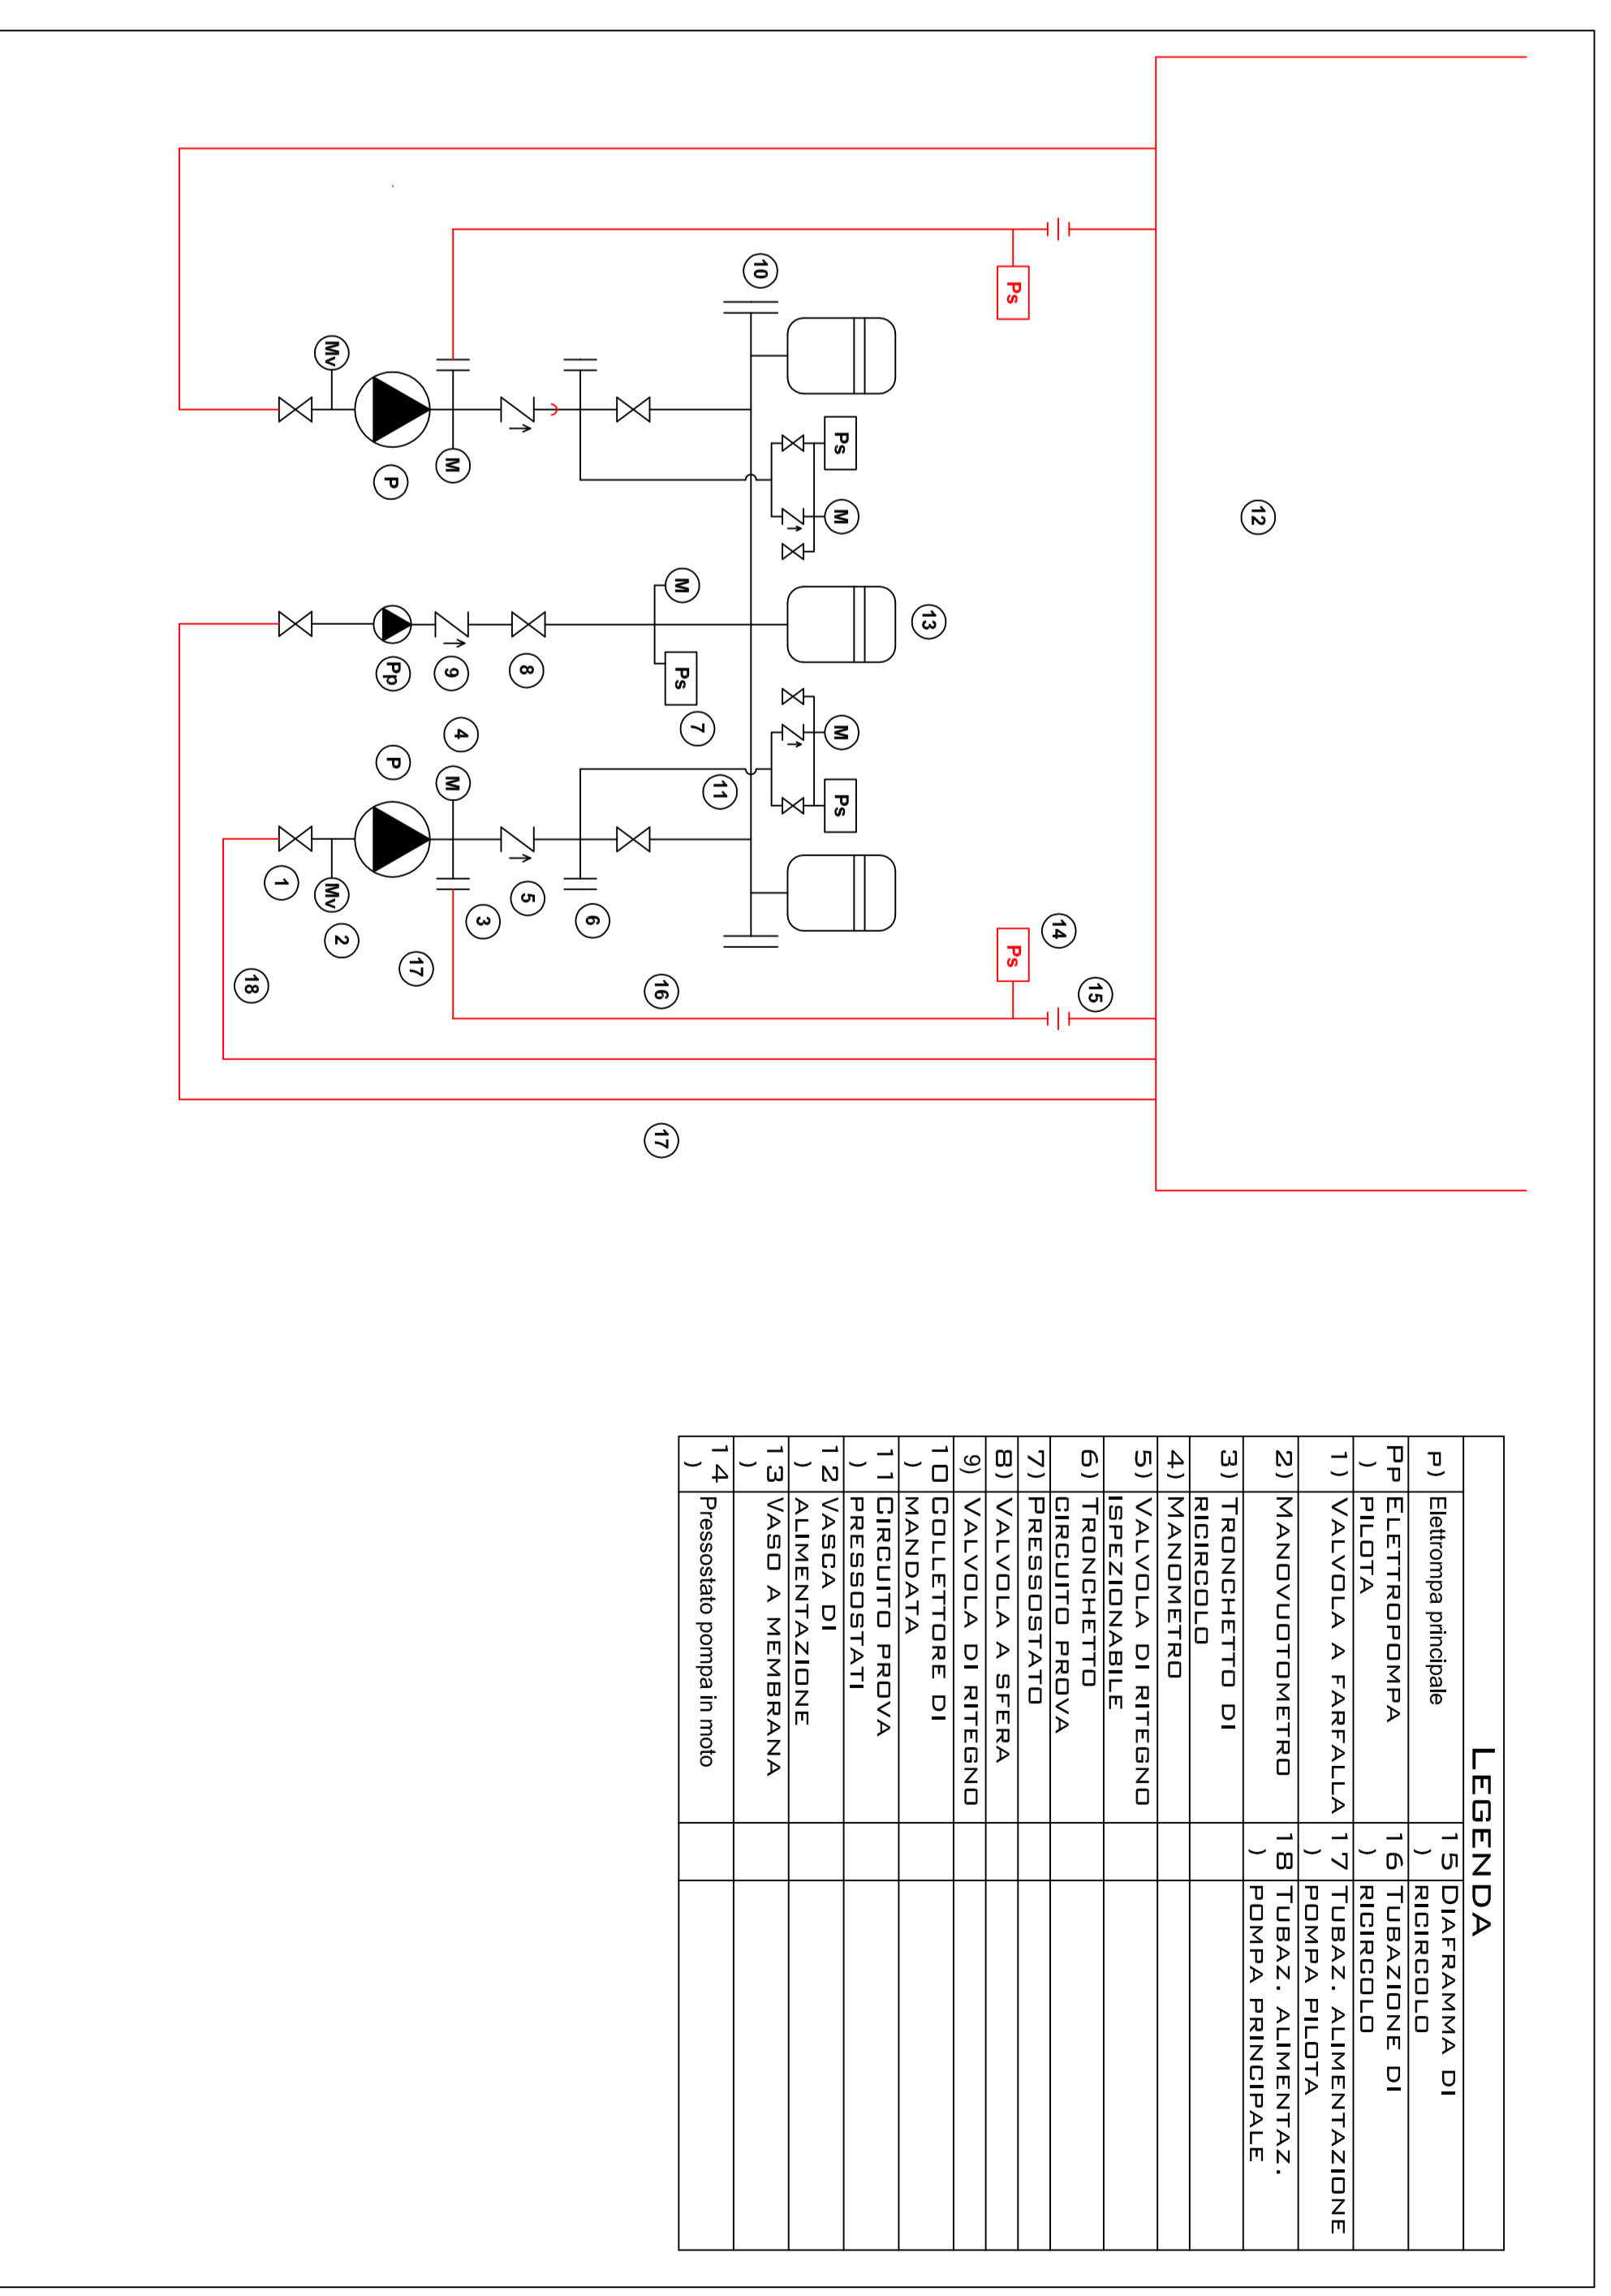 LEGENDA
P) Elettrompa principale
PP) ELETTROPOMPA
PILOTA
1) VALVOLA A FARFALLA
2) MANOVUOTOMETRO
3) TRONCHETTO DI
RICIRCOLO
4) MANOMETRO
5) VALVOLA DI RITEGNO
ISPEZIONABILE
6) TRONCHETTO
CIRCUITO PROVA
7) PRESSOSTATO
8) VALVOLA A SFERA
9) VALVOLA DI RITEGNO
10) COLLETTORE DI
MANDATA
11) CIRCUITO PROVA
PRESSOSTATI
12) VASCA DI
ALIMENTAZIONE
13) VASO A MEMBRANA
14) Pressostato pompa in moto
15) DIAFRAMMA DI
RICIRCOLO
16) TUBAZIONE DI
RICIRCOLO
17) TUBAZ. ALIMENTAZIONE
POMPA PILOTA
18) TUBAZ. ALIMENTAZ.
POMPA PRINCIPALE
12
Ps
14
Ps
15
13
10
Ps
M
M
Ps
11
M
Ps
7
16
17
6
8
5
M
9
4
M
3
P
Pp
P
17
Mv
Mv
2
1
18